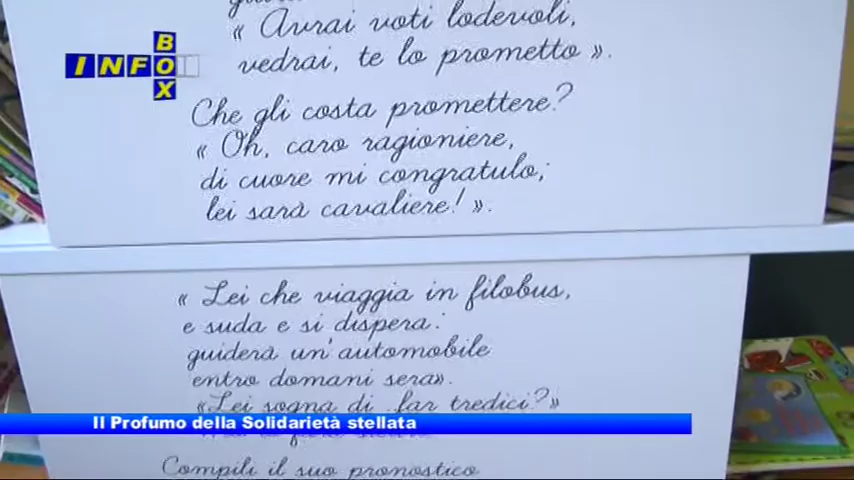 « Avrai voti lodevoli,
vedrai, te lo prometto ».
Che gli costa promettere?
« Oh, caro ragioniere,
di cuore mi congratulo,
lei sarà cavaliere! ».
« Lei che viaggia in filobus,
e suda e si dispera:
guiderà un'automobile
entro domani sera».
«Lei sogna di far tredici?»
Compili il suo pronostico
INFO BOX
Il Profumo della Solidarietà stellata